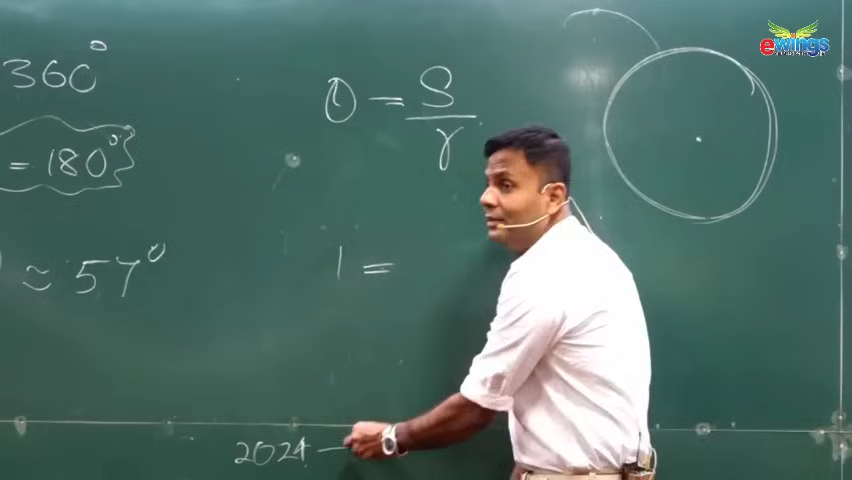 360°
= 180°
≈ 57°
θ = S
r
1 =
2024 –
ewings